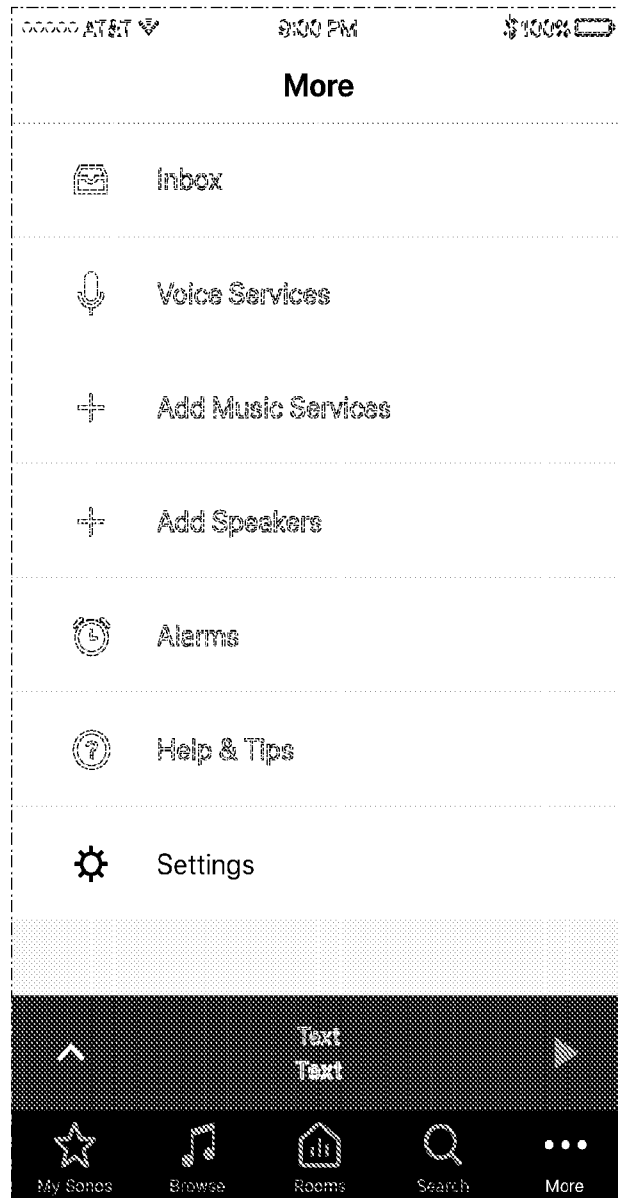 AT&T 9:00 PM 100%
More
Inbox
Voice Services
Add Music Services
Add Speakers
Alarms
Help & Tips
Settings
Text
Text
My Sonos Browse Rooms Search More